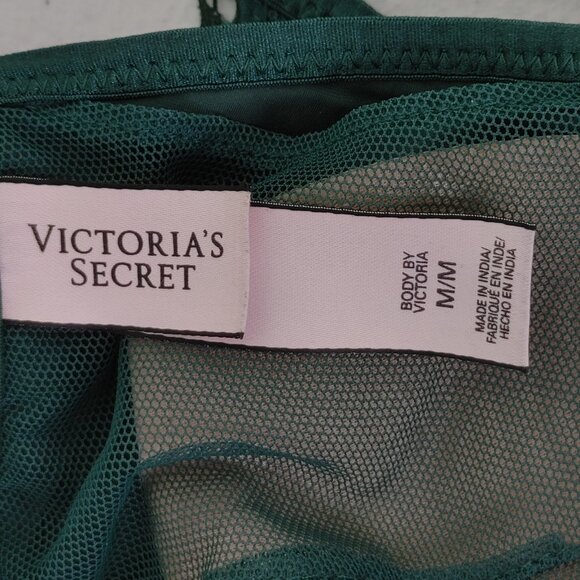 VICTORIA'S
SECRET
BODY BY
VICTORIA
M/M
MADE IN INDIA/
FABRIQUÉ EN INDE/
HECHO EN INDIA